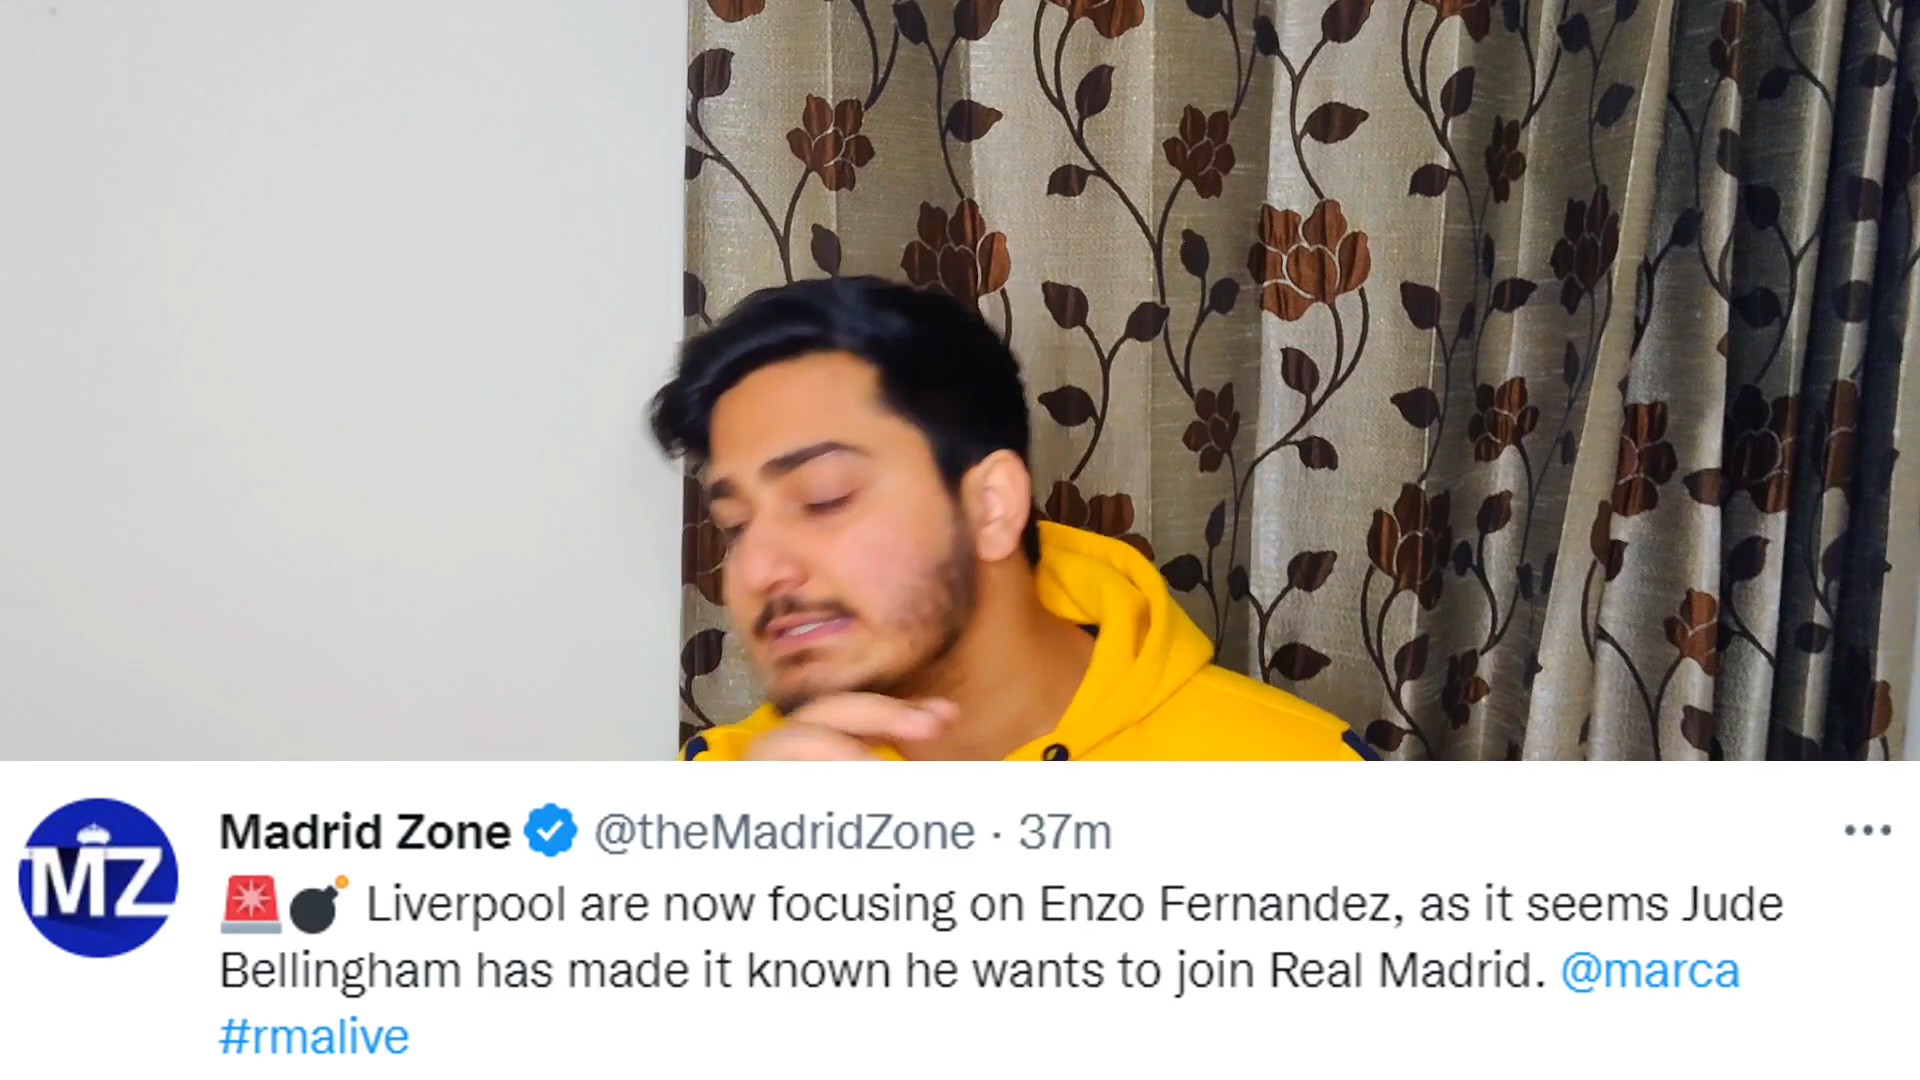 MZ
Madrid Zone @theMadridZone · 37m
🚨💣 Liverpool are now focusing on Enzo Fernandez, as it seems Jude
Bellingham has made it known he wants to join Real Madrid. @marca
#rmalive